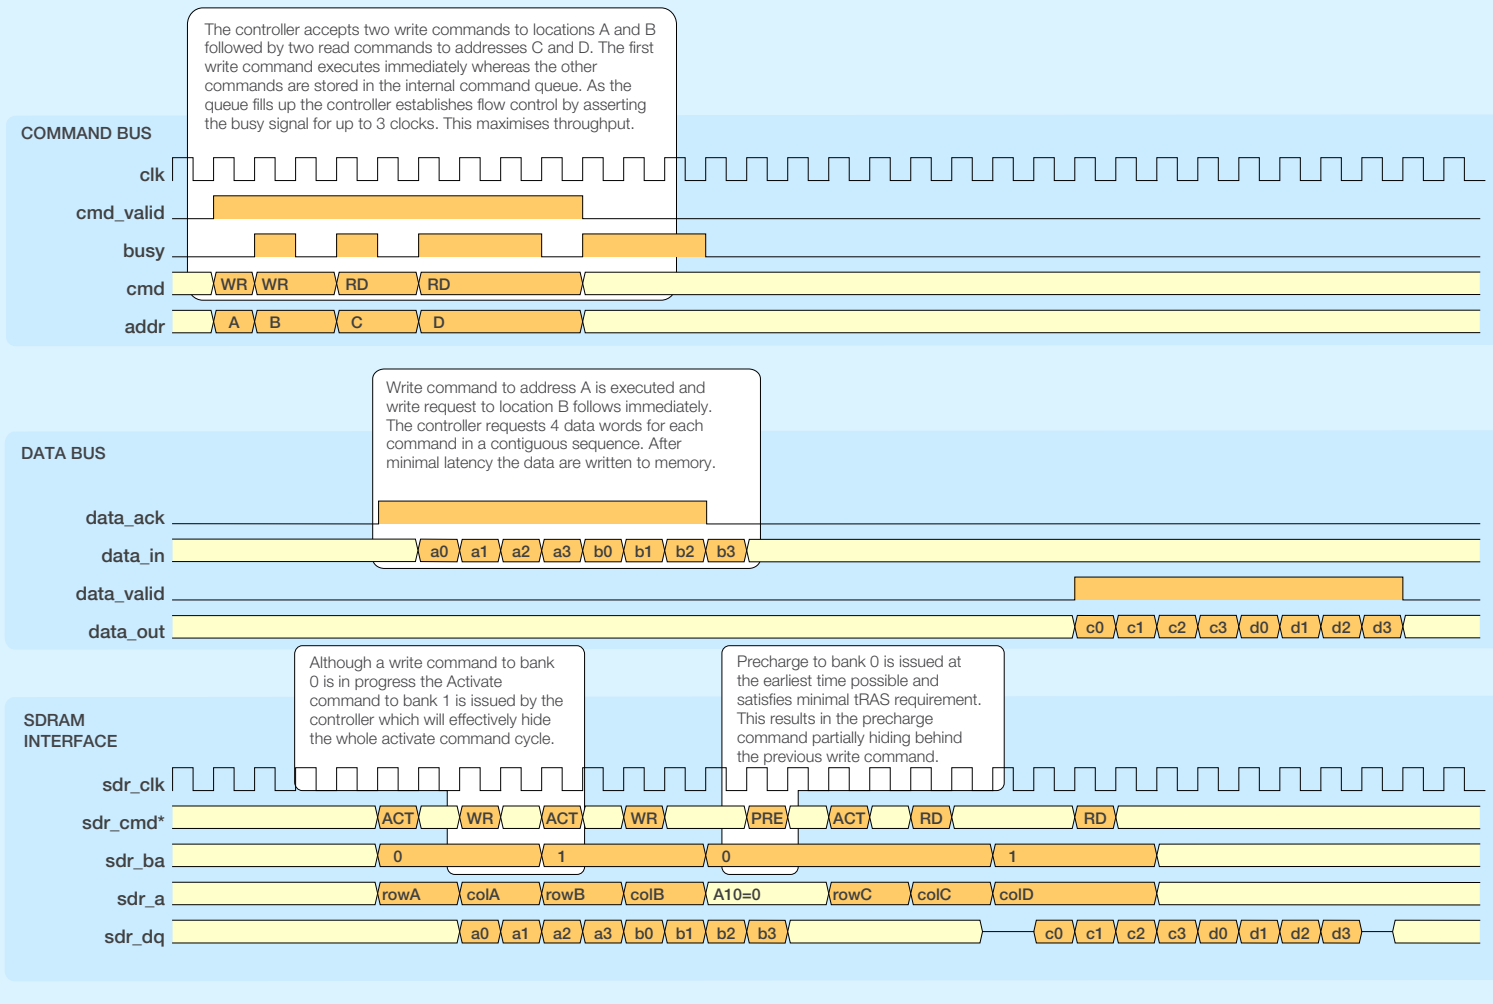 The controller accepts two write commands to locations A and B
followed by two read commands to addresses C and D. The first
write command executes immediately whereas the other
commands are stored in the internal command queue. As the
queue fills up the controller establishes flow control by asserting
the busy signal for up to 3 clocks. This maximises throughput.
COMMAND BUS
clk
cmd_valid
busy
cmd WR WR RD RD
addr A B C D
Write command to address A is executed and
write request to location B follows immediately.
The controller requests 4 data words for each
command in a contiguous sequence. After
minimal latency the data are written to memory.
DATA BUS
data_ack
data_in a0 a1 a2 a3 b0 b1 b2 b3
data_valid
data_out c0 c1 c2 c3 d0 d1 d2 d3
Although a write command to bank
0 is in progress the Activate
command to bank 1 is issued by the
controller which will effectively hide
the whole activate command cycle.
Precharge to bank 0 is issued at
the earliest time possible and
satisfies minimal tRAS requirement.
This results in the precharge
command partially hiding behind
the previous write command.
SDRAM
INTERFACE
sdr_clk
sdr_cmd* ACT WR ACT WR PRE ACT RD RD
sdr_ba 0 1 0 1
sdr_a rowA colA rowB colB A10=0 rowC colC colD
sdr_dq a0 a1 a2 a3 b0 b1 b2 b3 c0 c1 c2 c3 d0 d1 d2 d3